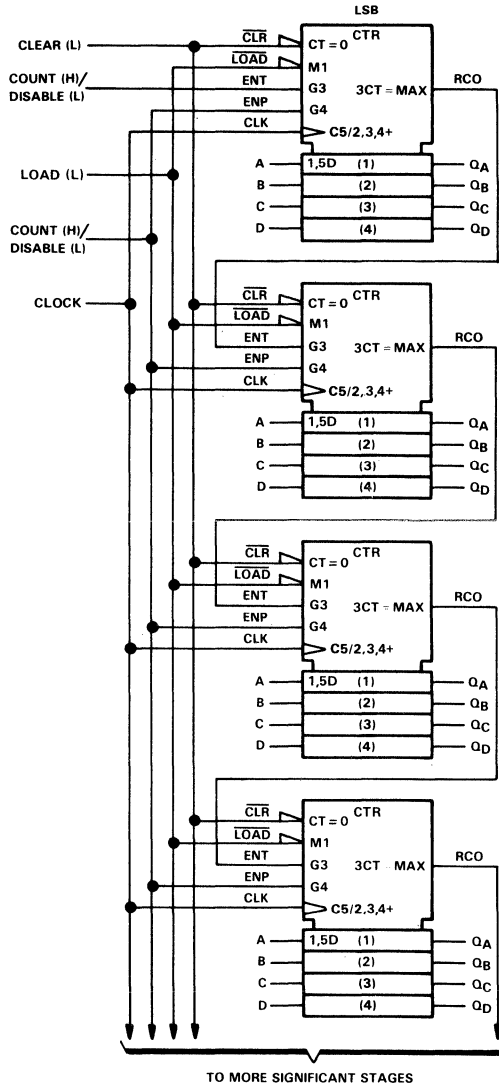 LSB
CLEAR (L)
CLR
CT = 0 CTR
LOAD
M1
COUNT (H)/
DISABLE (L)
ENT
G3
3CT = MAX
RCO
ENP
G4
CLK
C5/2,3,4+
A 1,5D (1) QA
LOAD (L)
B (2) QB
C (3) QC
D (4) QD
COUNT (H)/
DISABLE (L)
CLOCK
CLR
CT = 0 CTR
LOAD
M1
ENT
G3
3CT = MAX
RCO
ENP
G4
CLK
C5/2,3,4+
A 1,5D (1) QA
B (2) QB
C (3) QC
D (4) QD
CLR
CT = 0 CTR
LOAD
M1
ENT
G3
3CT = MAX
RCO
ENP
G4
CLK
C5/2,3,4+
A 1,5D (1) QA
B (2) QB
C (3) QC
D (4) QD
CLR
CT = 0 CTR
LOAD
M1
ENT
G3
3CT = MAX
RCO
ENP
G4
CLK
C5/2,3,4+
A 1,5D (1) QA
B (2) QB
C (3) QC
D (4) QD
TO MORE SIGNIFICANT STAGES